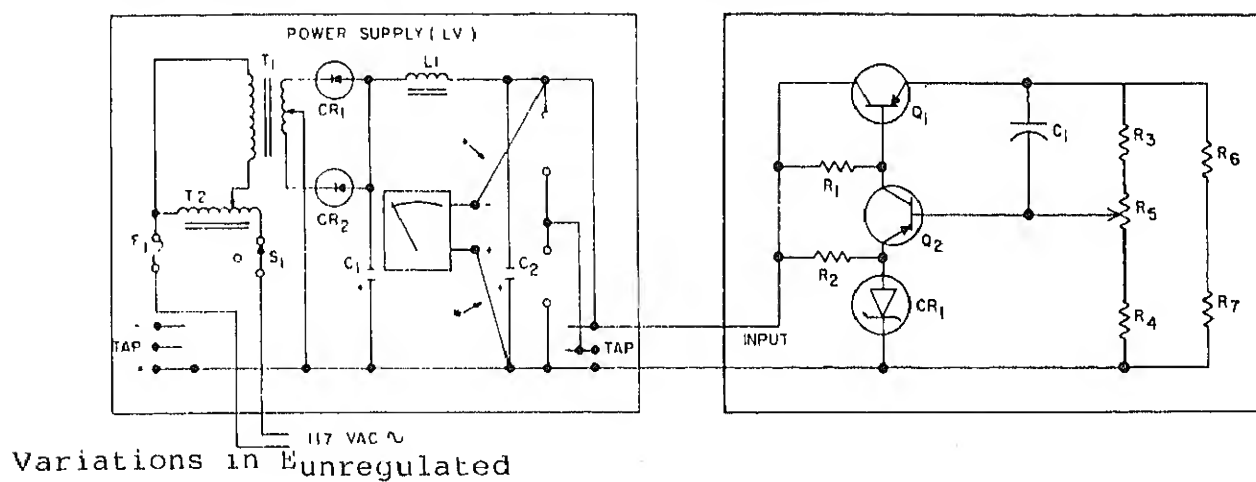 POWER SUPPLY (LV)
T1
L1
CR1
CR2
T2
F1
S1
C1
C2
-
+
+
+
-
TAP
+
TAP
117 VAC ~
Q1
C1
R3
R6
R1
R5
Q2
R2
CR1
R4
R7
INPUT
Variations in Eunregulated